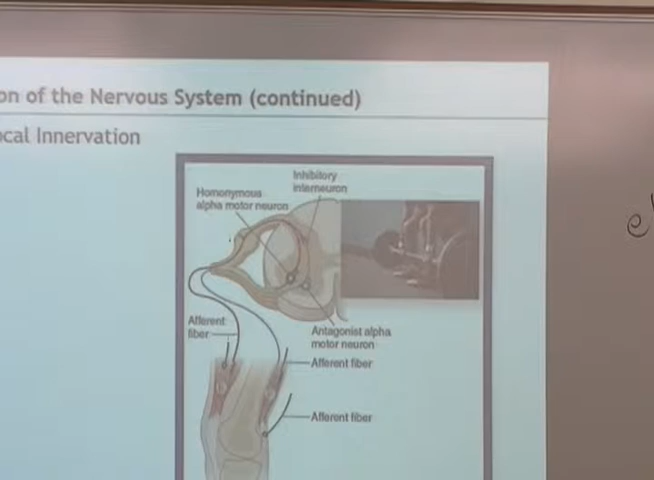 on of the Nervous System (continued)
ocal Innervation
Inhibitory
interneuron
Homonymous
alpha motor neuron
Afferent
fiber
Antagonist alpha
motor neuron
Afferent fiber
Afferent fiber